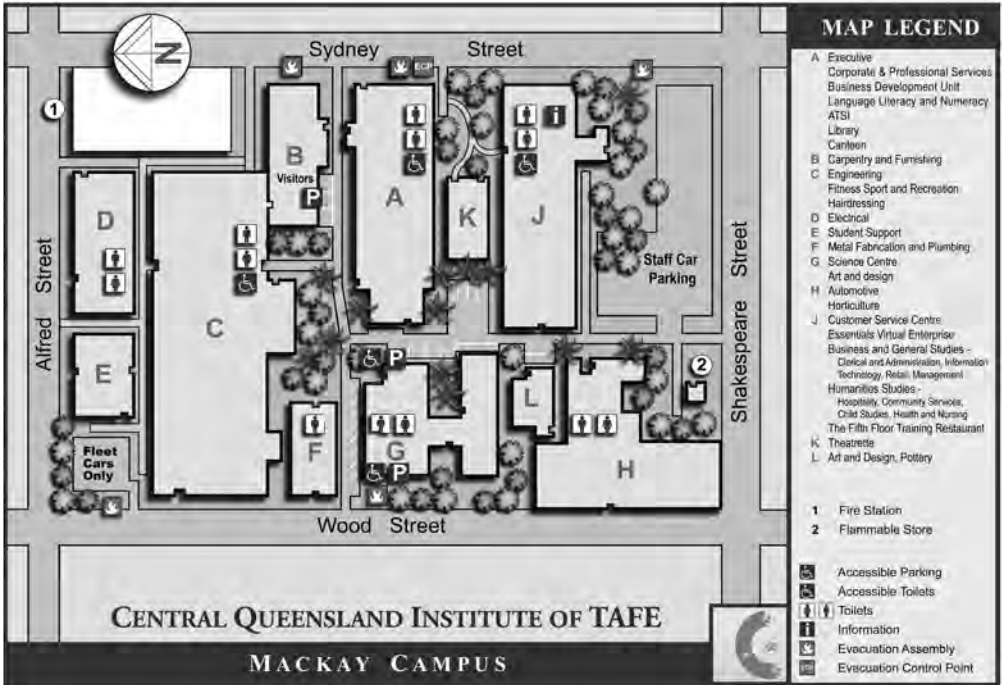 MAP LEGEND
A Executive
Corporate & Professional Services
Business Development Unit
Language Literacy and Numeracy
ATSI
Library
Canteen
B Carpentry and Furnishing
C Engineering
Fitness Sport and Recreation
Hairdressing
D Electrical
E Student Support
F Metal Fabrication and Plumbing
G Science Centre
Art and design
H Automotive
Horticulture
J Customer Service Centre
Essentials Virtual Enterprise
Business and General Studies -
Clerical and Administration, Information
Technology, Retail, Management
Humanities Studies -
Hospitality, Community Services,
Child Studies, Health and Nursing
The Fifth Floor Training Restaurant
K Theatrette
L Art and Design, Pottery
1 Fire Station
2 Flammable Store
Accessible Parking
Accessible Toilets
Toilets
i Information
Evacuation Assembly
ECP Evacuation Control Point
N
Sydney Street
ECP
1
i
B
Visitors
P
A
K
J
D
Staff Car
Parking
Alfred Street
Shakespeare Street
C
E
P
2
L
F
G
H
Fleet
Cars
Only
P
Wood Street
CENTRAL QUEENSLAND INSTITUTE OF TAFE
MACKAY CAMPUS